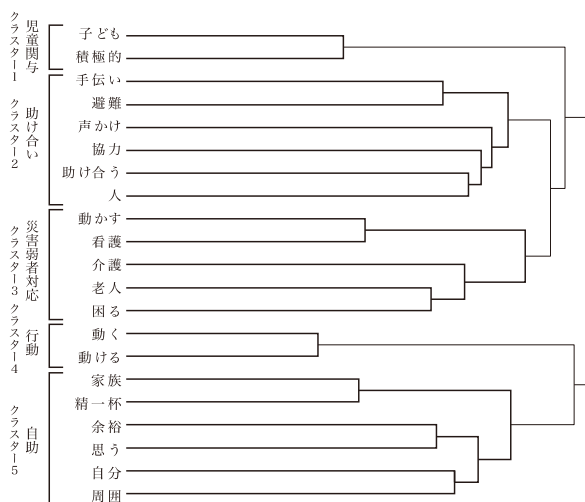 クラスター1
児童関与
子ども
積極的
クラスター2
助け合い
手伝い
避難
声かけ
協力
助け合う
人
クラスター3
災害弱者対応
動かす
看護
介護
老人
困る
クラスター4
行動
動く
動ける
クラスター5
自助
家族
精一杯
余裕
思う
自分
周囲